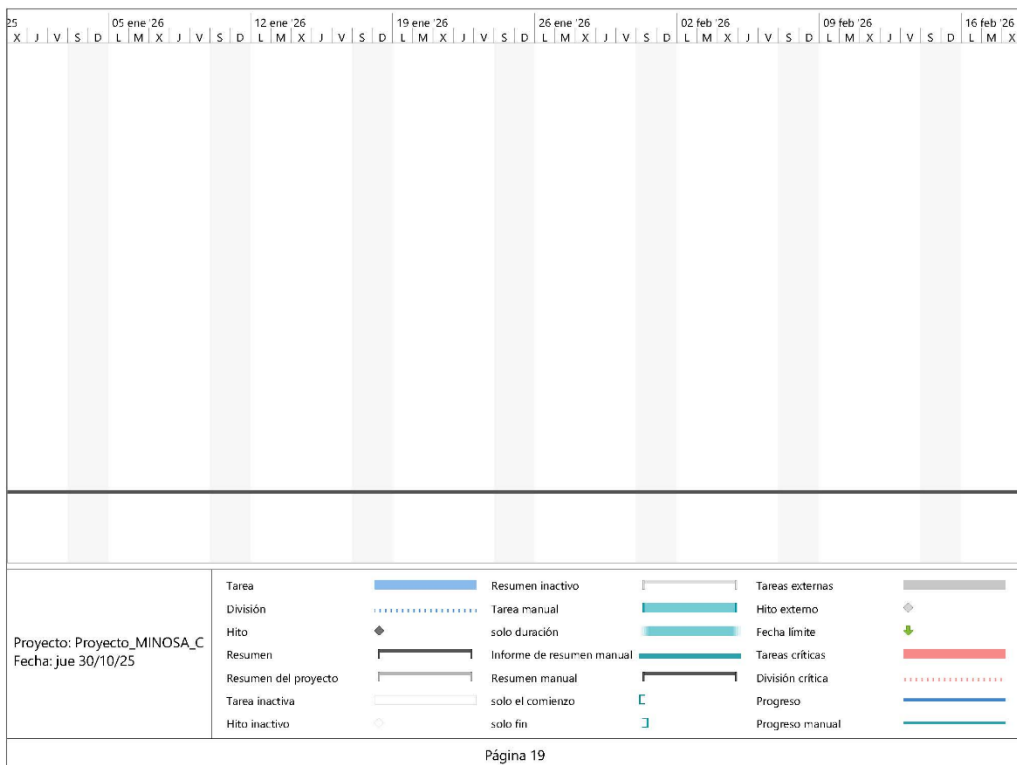 25 05 ene '26 12 ene '26 19 ene '26 26 ene '26 02 feb '26 09 feb '26 16 feb '26
X J V S D L M X J V S D L M X J V S D L M X J V S D L M X J V S D L M X J V S D L M X J V S D L M X
Tarea
División
Hito
Resumen
Resumen del proyecto
Tarea inactiva
Hito inactivo
Resumen inactivo
Tarea manual
solo duración
Informe de resumen manual
Resumen manual
solo el comienzo
solo fin
Tareas externas
Hito externo
Fecha límite
Tareas críticas
División crítica
Progreso
Progreso manual
Proyecto: Proyecto_MINOSA_C
Fecha: jue 30/10/25
Página 19